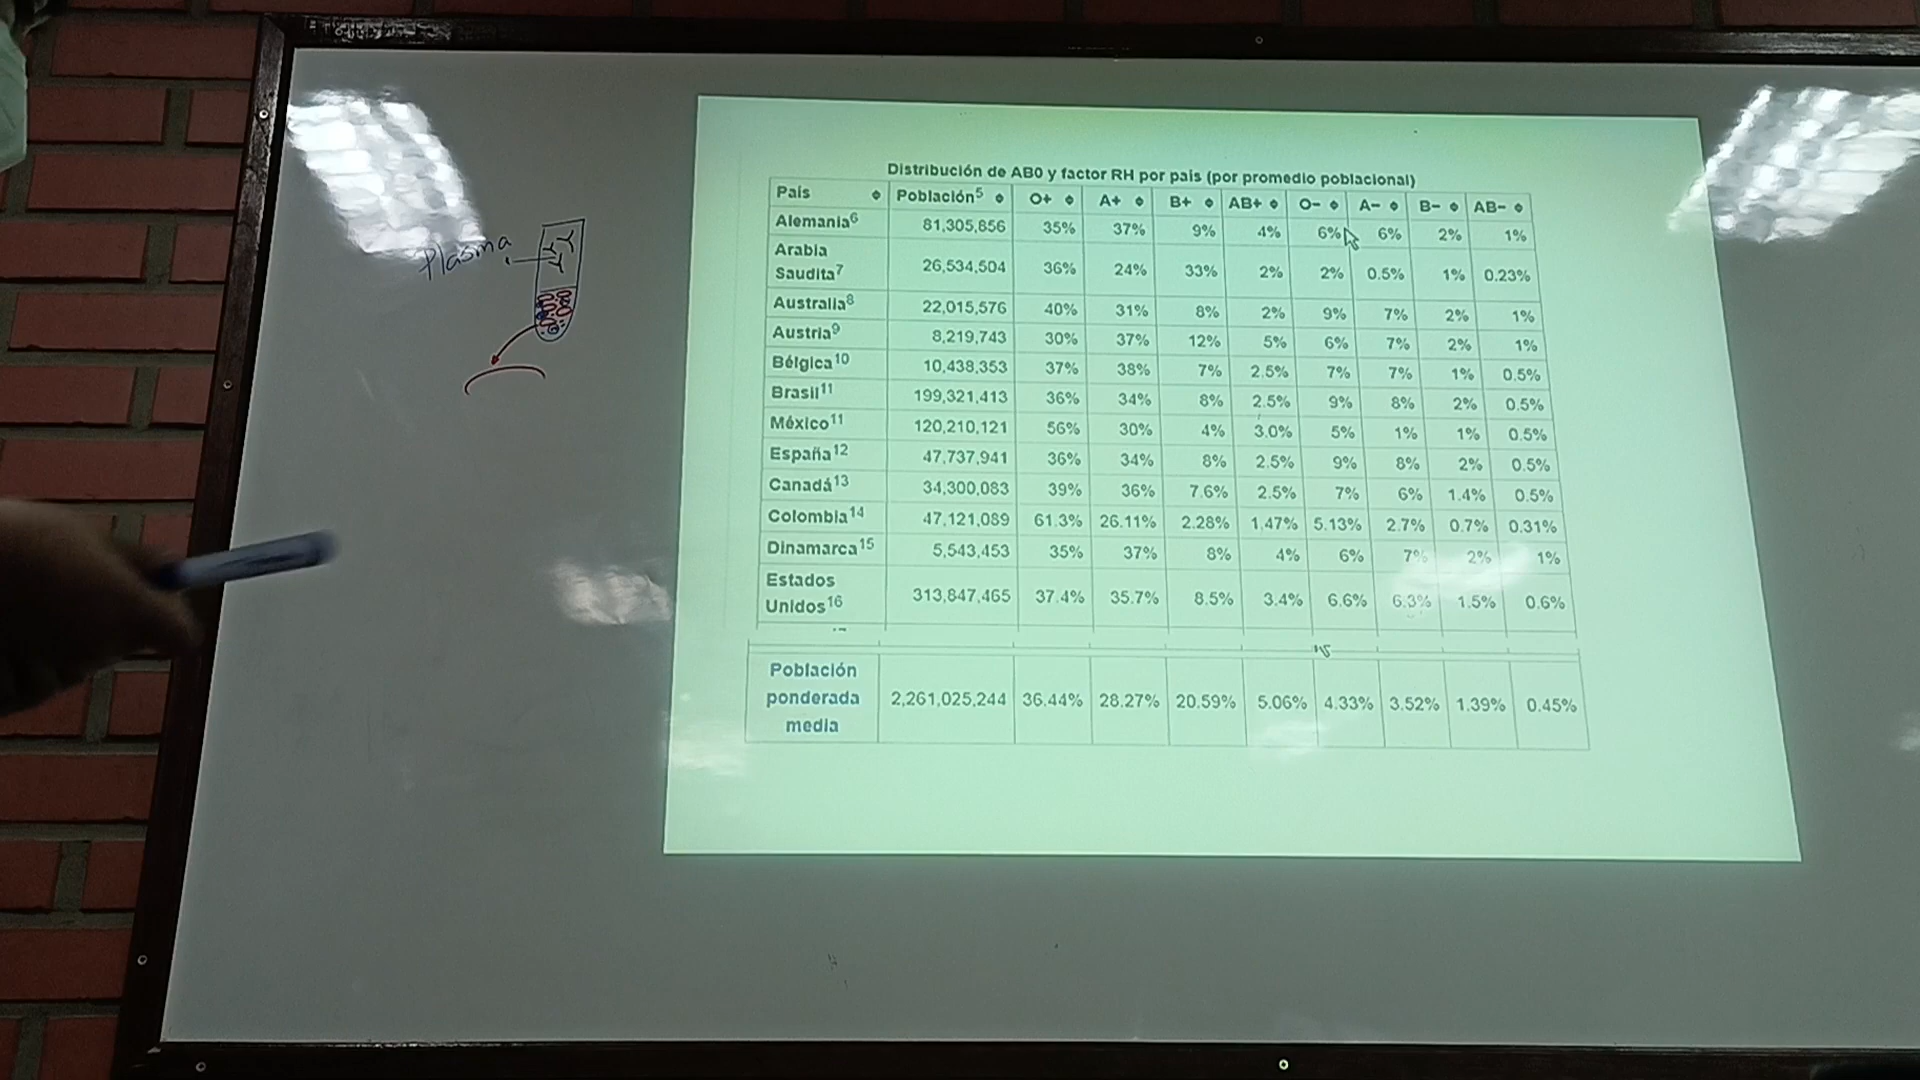 Plasma
Distribución de AB0 y factor RH por país (por promedio poblacional)
País Población5 O+ A+ B+ AB+ O- A- B- AB-
Alemania6 81,305,856 35% 37% 9% 4% 6% 6% 2% 1%
Arabia Saudita7 26,534,504 36% 24% 33% 2% 2% 0.5% 1% 0.23%
Australia8 22,015,576 40% 31% 8% 2% 9% 7% 2% 1%
Austria9 8,219,743 30% 37% 12% 5% 6% 7% 2% 1%
Bélgica10 10,438,353 37% 38% 7% 2.5% 7% 7% 1% 0.5%
Brasil11 199,321,413 36% 34% 8% 2.5% 9% 8% 2% 0.5%
México11 120,210,121 56% 30% 4% 3.0% 5% 1% 1% 0.5%
España12 47,737,941 36% 34% 8% 2.5% 9% 8% 2% 0.5%
Canadá13 34,300,083 39% 36% 7.6% 2.5% 7% 6% 1.4% 0.5%
Colombia14 47,121,089 61.3% 26.11% 2.28% 1.47% 5.13% 2.7% 0.7% 0.31%
Dinamarca15 5,543,453 35% 37% 8% 4% 6% 7% 2% 1%
Estados Unidos16 313,847,465 37.4% 35.7% 8.5% 3.4% 6.6% 6.3% 1.5% 0.6%
Población ponderada media 2,261,025,244 36.44% 28.27% 20.59% 5.06% 4.33% 3.52% 1.39% 0.45%